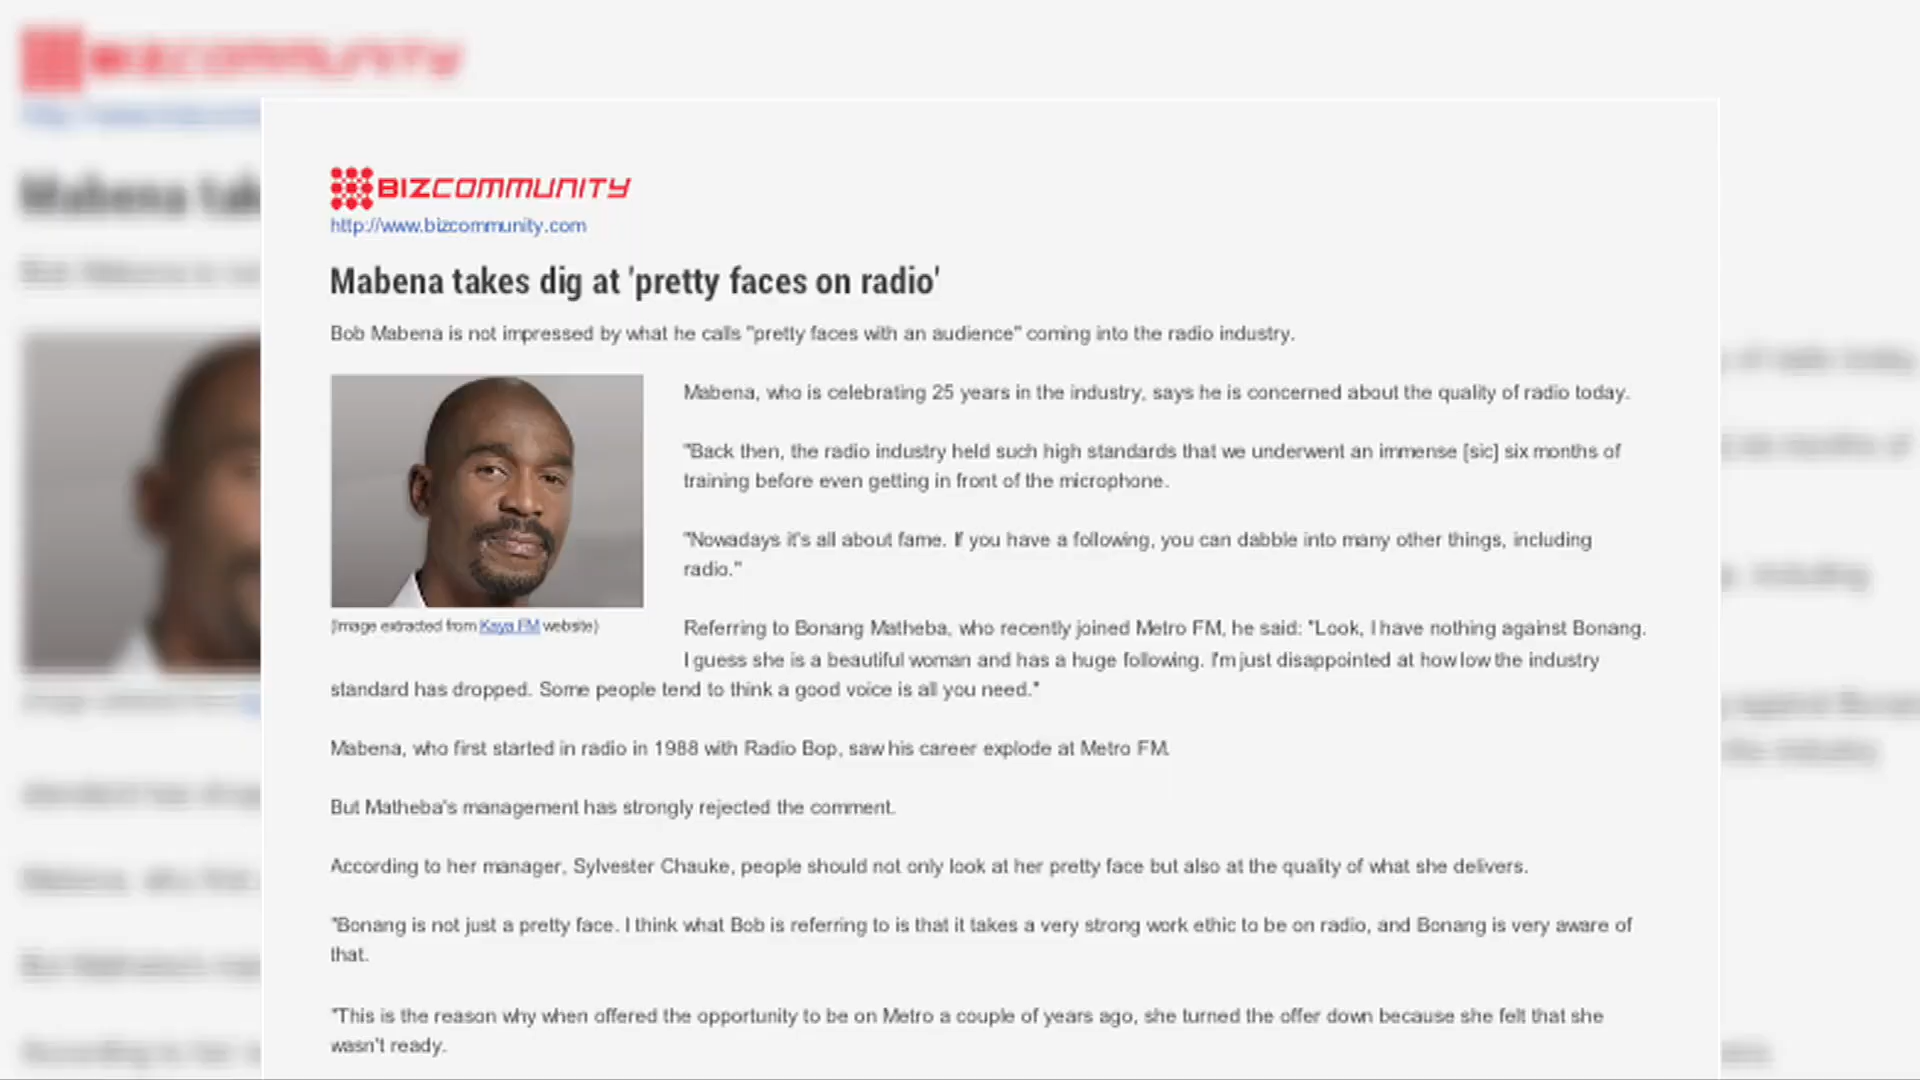 BIZCOMMUNITY
http://www.bizcommunity.com
Mabena takes dig at 'pretty faces on radio'
Bob Mabena is not impressed by what he calls "pretty faces with an audience" coming into the radio industry.
Mabena, who is celebrating 25 years in the industry, says he is concerned about the quality of radio today.
"Back then, the radio industry held such high standards that we underwent an immense [sic] six months of
training before even getting in front of the microphone.
"Nowadays it's all about fame. If you have a following, you can dabble into many other things, including
radio."
(Image extracted from Kaya FM website)
Referring to Bonang Matheba, who recently joined Metro FM, he said: "Look, I have nothing against Bonang.
I guess she is a beautiful woman and has a huge following. I'm just disappointed at how low the industry
standard has dropped. Some people tend to think a good voice is all you need."
Mabena, who first started in radio in 1988 with Radio Bop, saw his career explode at Metro FM.
But Matheba's management has strongly rejected the comment.
According to her manager, Sylvester Chauke, people should not only look at her pretty face but also at the quality of what she delivers.
"Bonang is not just a pretty face. I think what Bob is referring to is that it takes a very strong work ethic to be on radio, and Bonang is very aware of
that.
"This is the reason why when offered the opportunity to be on Metro a couple of years ago, she turned the offer down because she felt that she
wasn't ready.